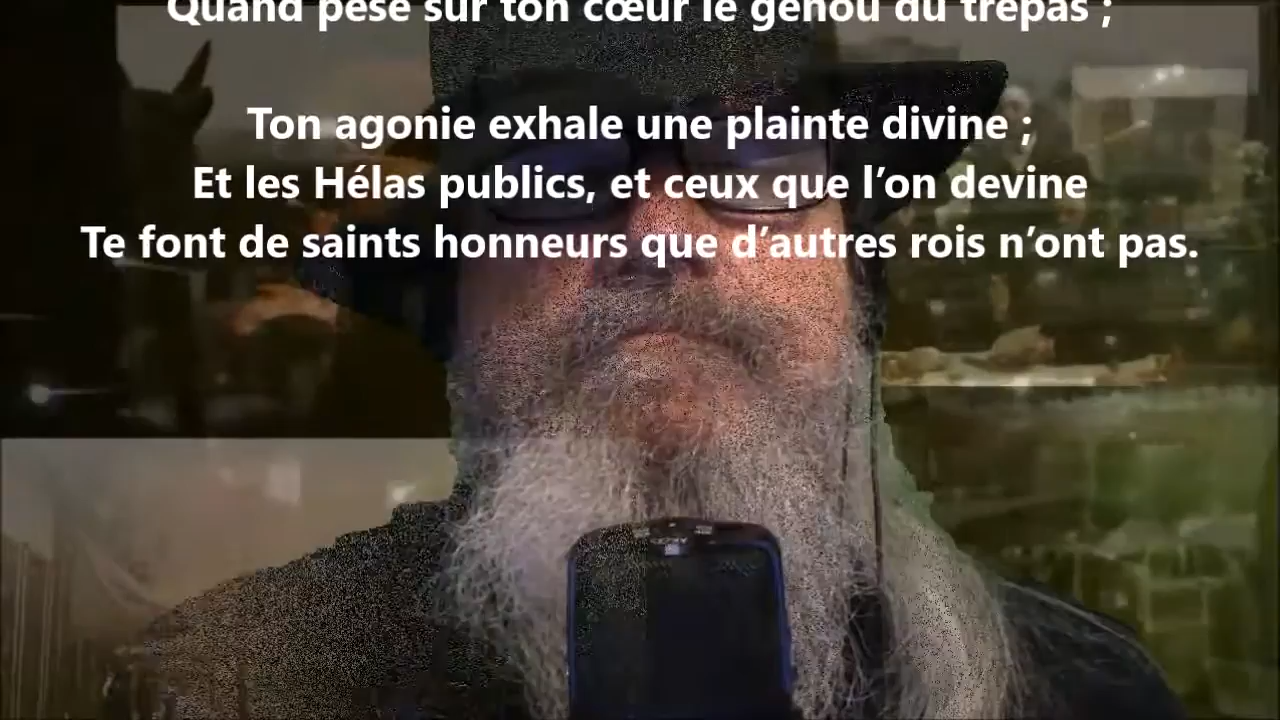 Quand pèse sur ton cœur le genou du trépas ;
Ton agonie exhale une plainte divine ;
Et les Hélas publics, et ceux que l’on devine
Te font de saints honneurs que d’autres rois n’ont pas.